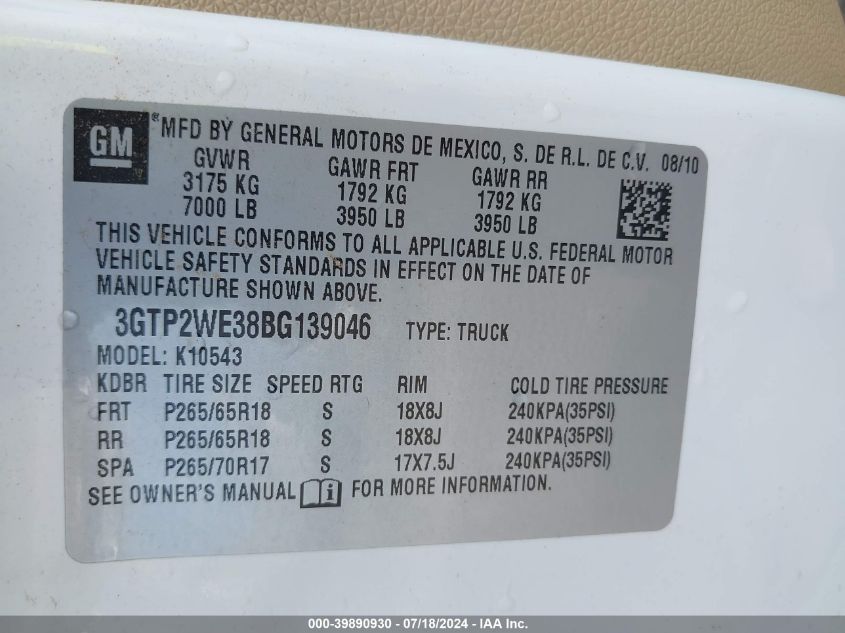 GM
*MFD BY GENERAL MOTORS DE MEXICO, S. DE R.L. DE C.V. 08/10
GVWR GAWR FRT GAWR RR
3175 KG 1792 KG 1792 KG
7000 LB 3950 LB 3950 LB
THIS VEHICLE CONFORMS TO ALL APPLICABLE U.S. FEDERAL MOTOR
VEHICLE SAFETY STANDARDS IN EFFECT ON THE DATE OF
MANUFACTURE SHOWN ABOVE.
3GTP2WE38BG139046 TYPE: TRUCK
MODEL: K10543
KDBR TIRE SIZE SPEED RTG RIM COLD TIRE PRESSURE
FRT P265/65R18 S 18X8J 240KPA(35PSI)
RR P265/65R18 S 18X8J 240KPA(35PSI)
SPA P265/70R17 S 17X7.5J 240KPA(35PSI)
SEE OWNER'S MANUAL i FOR MORE INFORMATION.
000-39890930 - 07/18/2024 - IAA Inc.